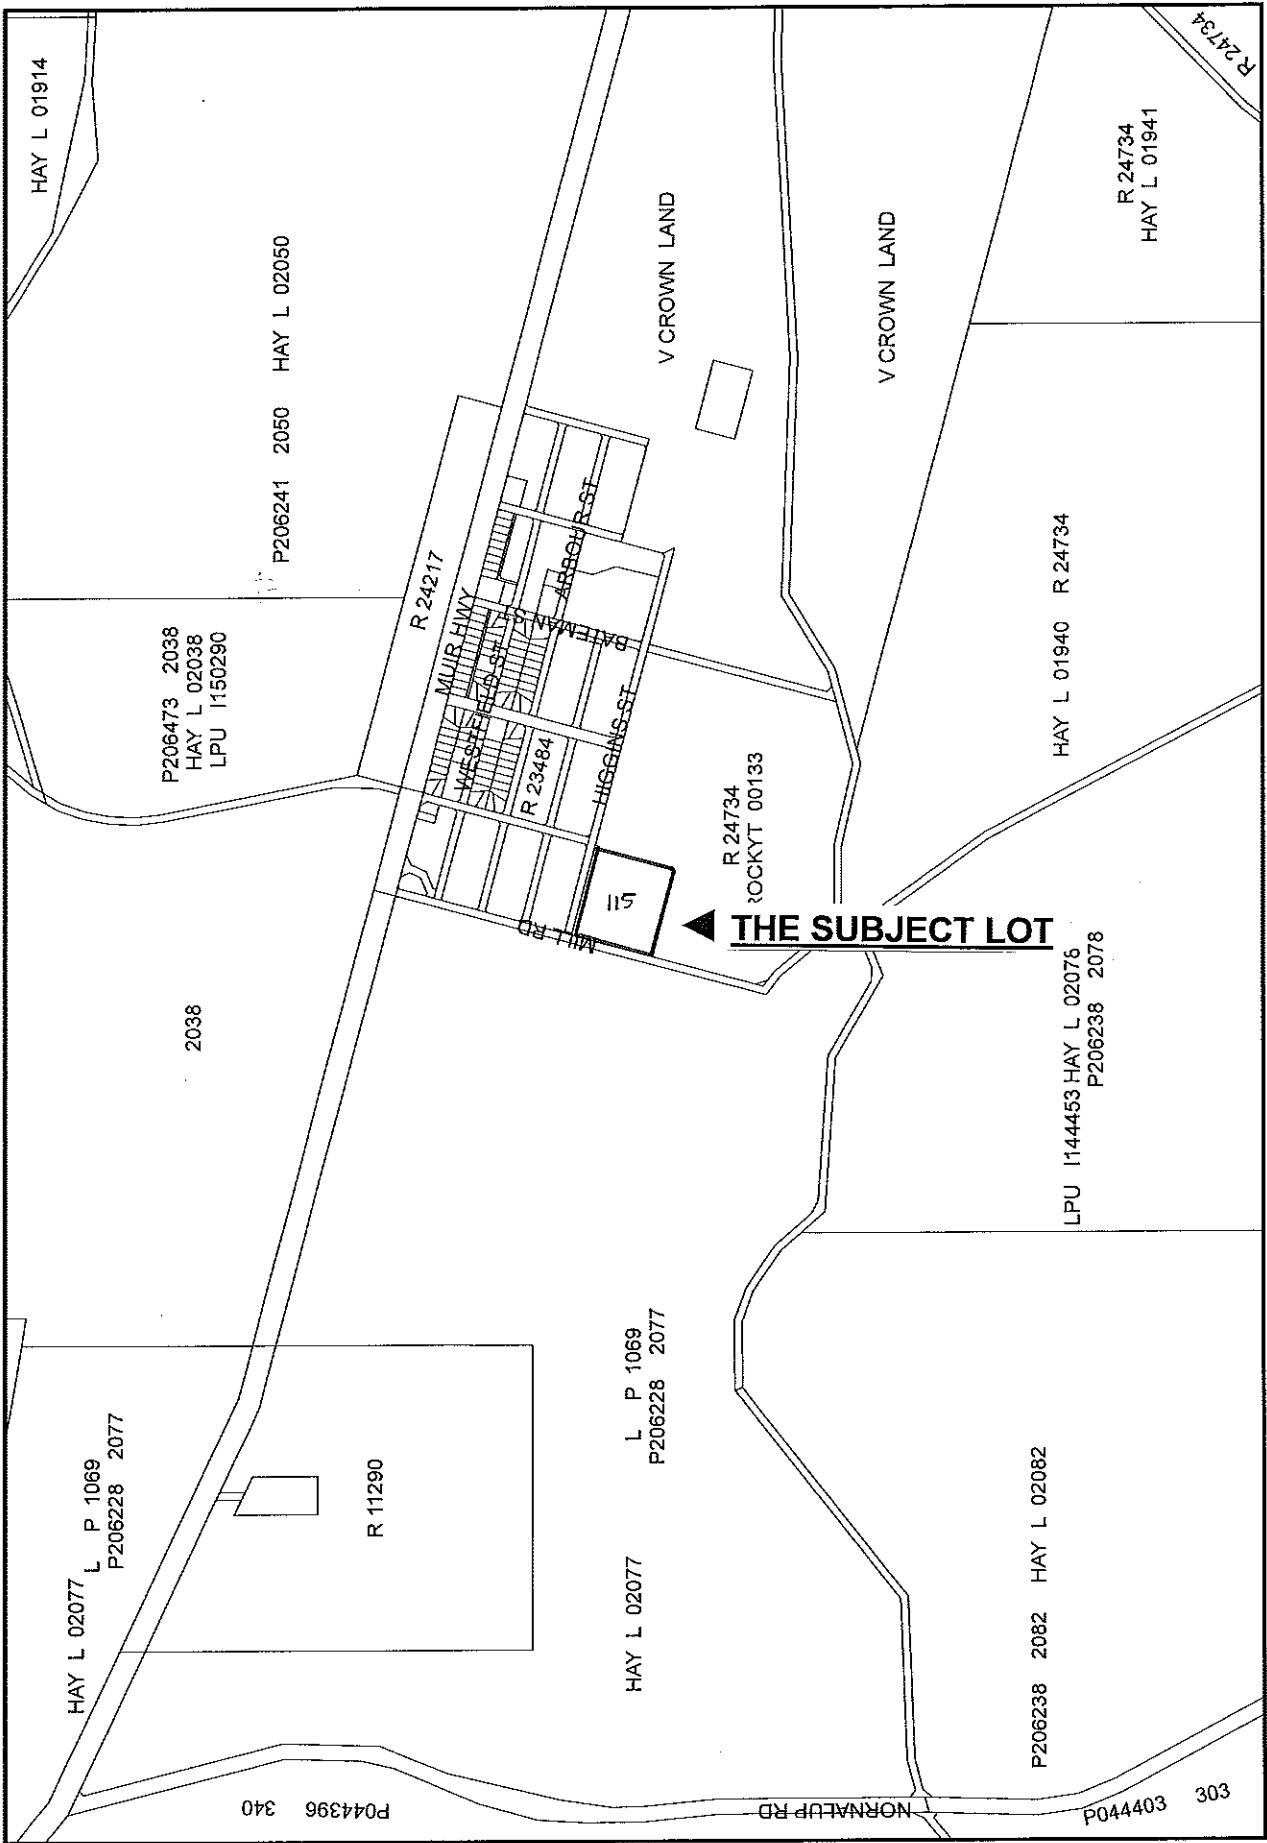 HAY L 01914
R 24734
R 24734
HAY L 01941
P206241 2050 HAY L 02050
V CROWN LAND
V CROWN LAND
P206473 2038
HAY L 02038
LPU I150290
R 24217
MUIR HWY
WESTFIELD ST
ARBOUR ST
BATEMAN ST
R 23484
HIGGINS ST
HAY L 01940 R 24734
R 24734
ROCKYT 00133
511
MILL RD
THE SUBJECT LOT
2038
LPU I144453 HAY L 02078
P206238 2078
L P 1069
P206228 2077
HAY L 02077
R 11290
L P 1069
P206228 2077
HAY L 02077
P206238 2082 HAY L 02082
P044396 340
NORNALUP RD
P044403 303